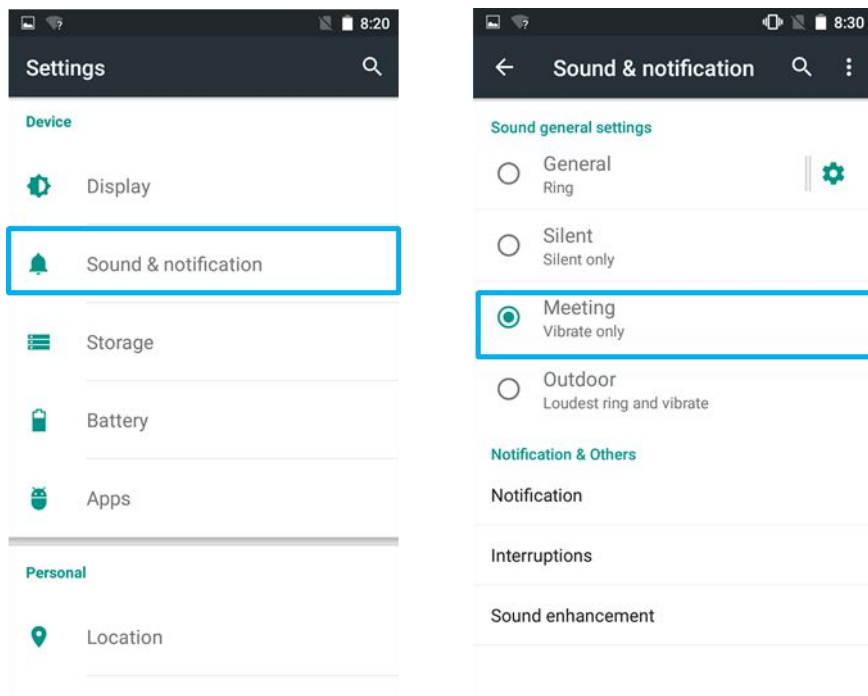 8:20
Settings
Device
Display
Sound & notification
Storage
Battery
Apps
Personal
Location
?
8:30
Sound & notification
Sound general settings
General
Ring
Silent
Silent only
Meeting
Vibrate only
Outdoor
Loudest ring and vibrate
Notification & Others
Notification
Interruptions
Sound enhancement